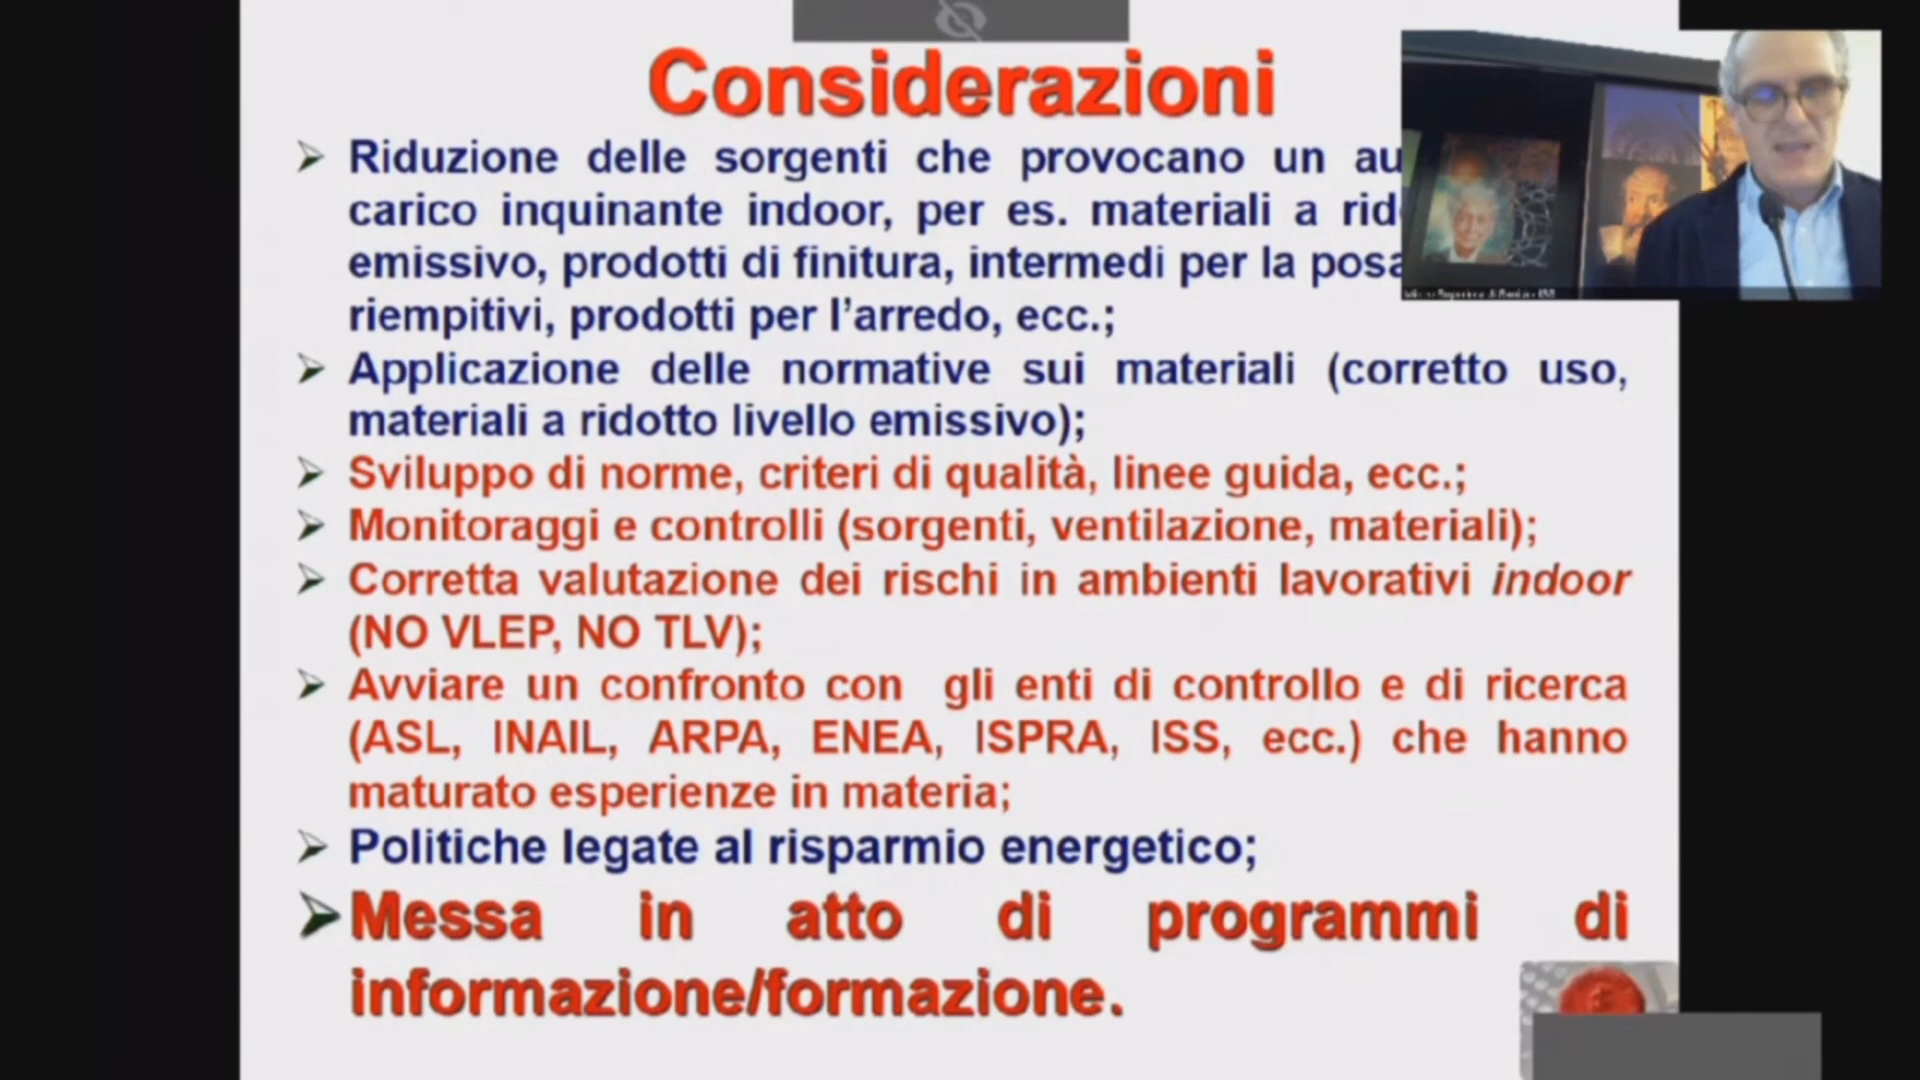 Considerazioni
Riduzione delle sorgenti che provocano un
carico inquinante indoor, per es. materiali a
emissivo, prodotti di finitura, intermedi per la
riempitivi, prodotti per l’arredo, ecc.;
Applicazione delle normative sui materiali (corretto uso,
materiali a ridotto livello emissivo);
Sviluppo di norme, criteri di qualità, linee guida, ecc.;
Monitoraggi e controlli (sorgenti, ventilazione, materiali);
Corretta valutazione dei rischi in ambienti lavorativi indoor
(NO VLEP, NO TLV);
Avviare un confronto con gli enti di controllo e di ricerca
(ASL, INAIL, ARPA, ENEA, ISPRA, ISS, ecc.) che hanno
maturato esperienze in materia;
Politiche legate al risparmio energetico;
Messa in atto di programmi di
informazione/formazione.